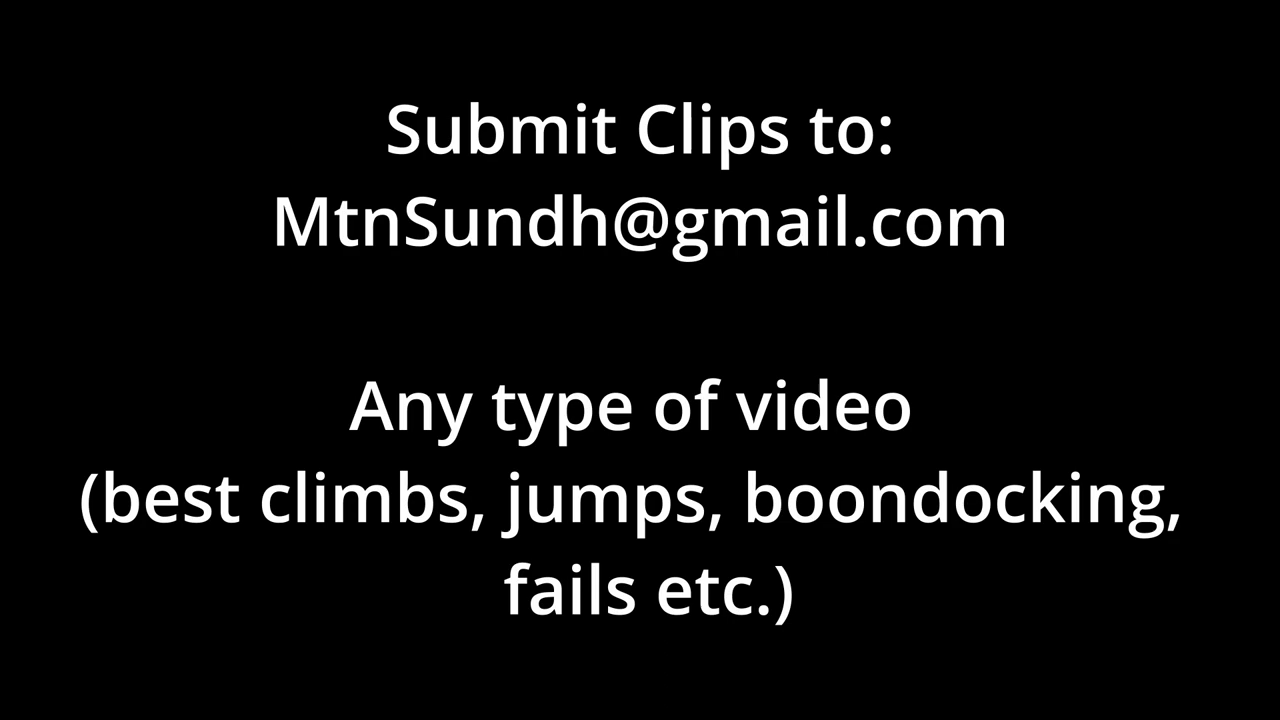 Submit Clips to:
MtnSundh@gmail.com
Any type of video
(best climbs, jumps, boondocking,
fails etc.)